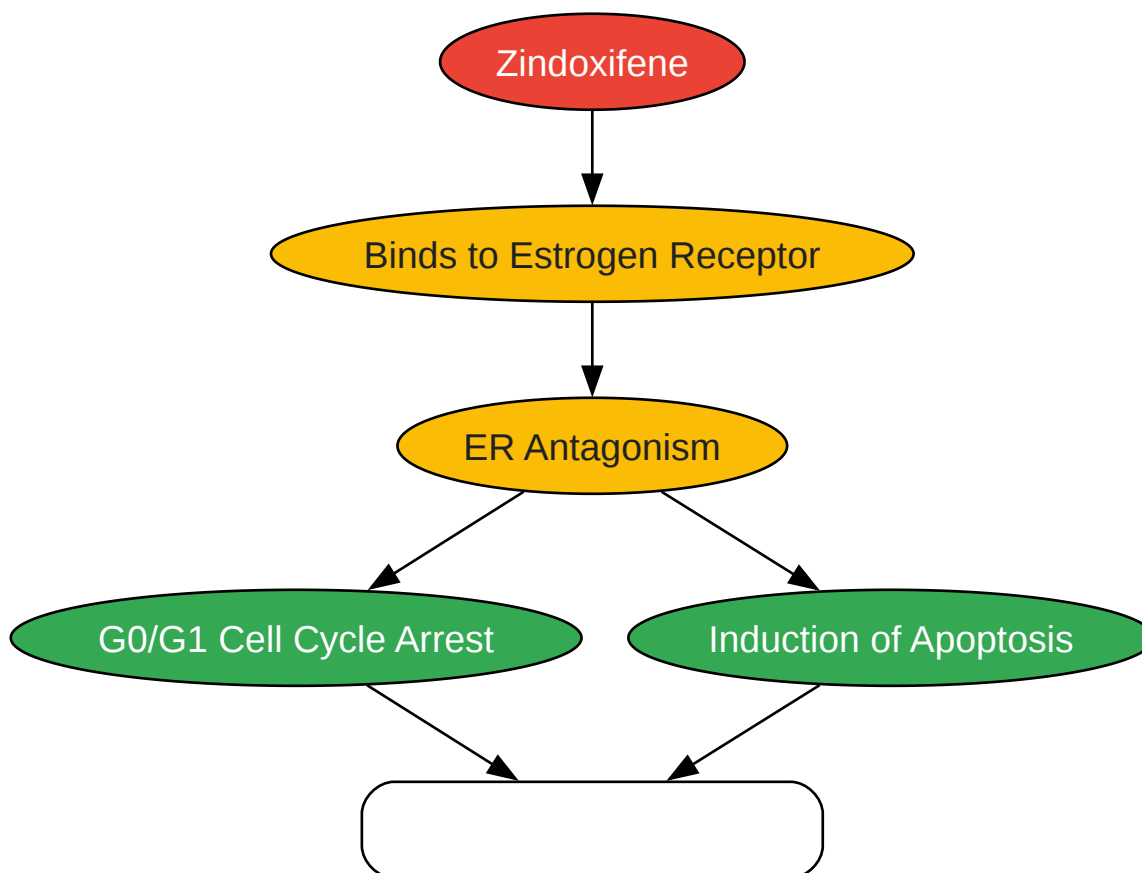 Zindoxifene
Binds to Estrogen Receptor
ER Antagonism
G0/G1 Cell Cycle Arrest
Induction of Apoptosis